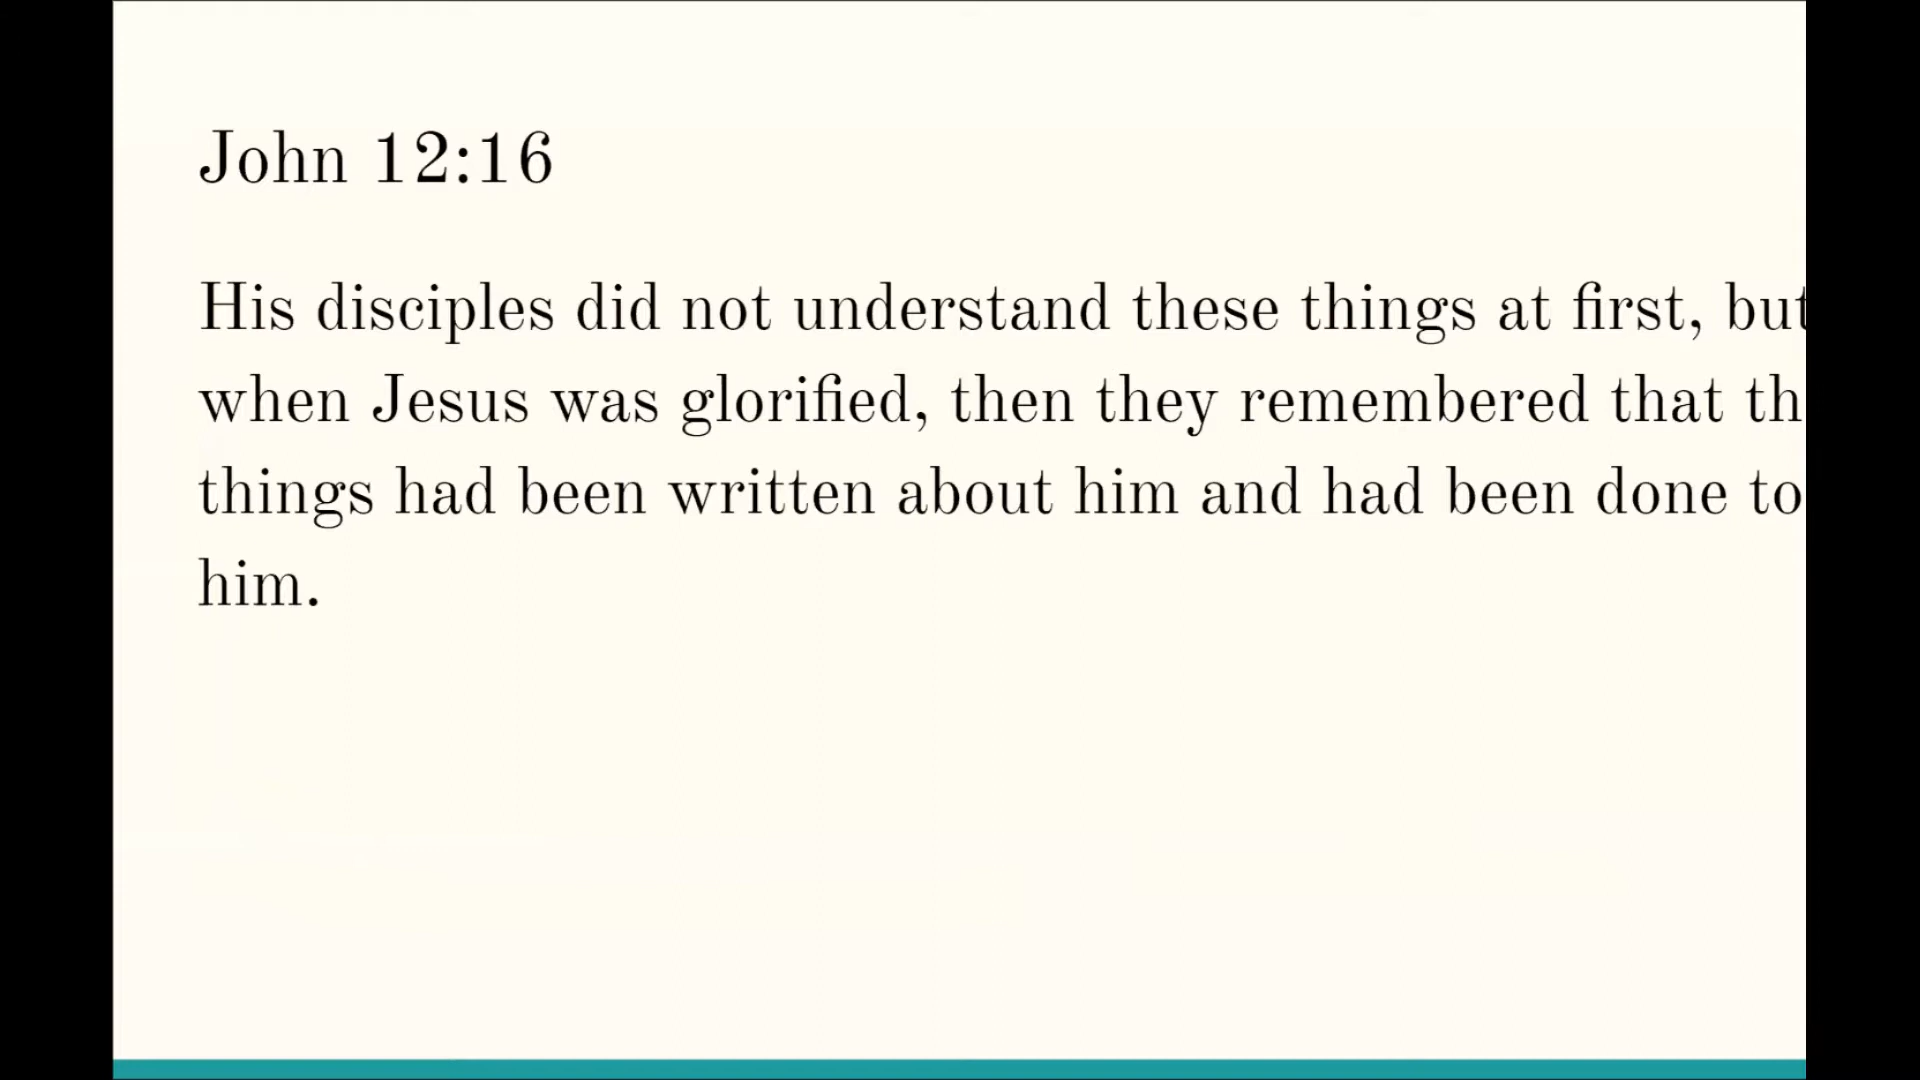 John 12:16
His disciples did not understand these things at first, but
when Jesus was glorified, then they remembered that th
things had been written about him and had been done to
him.